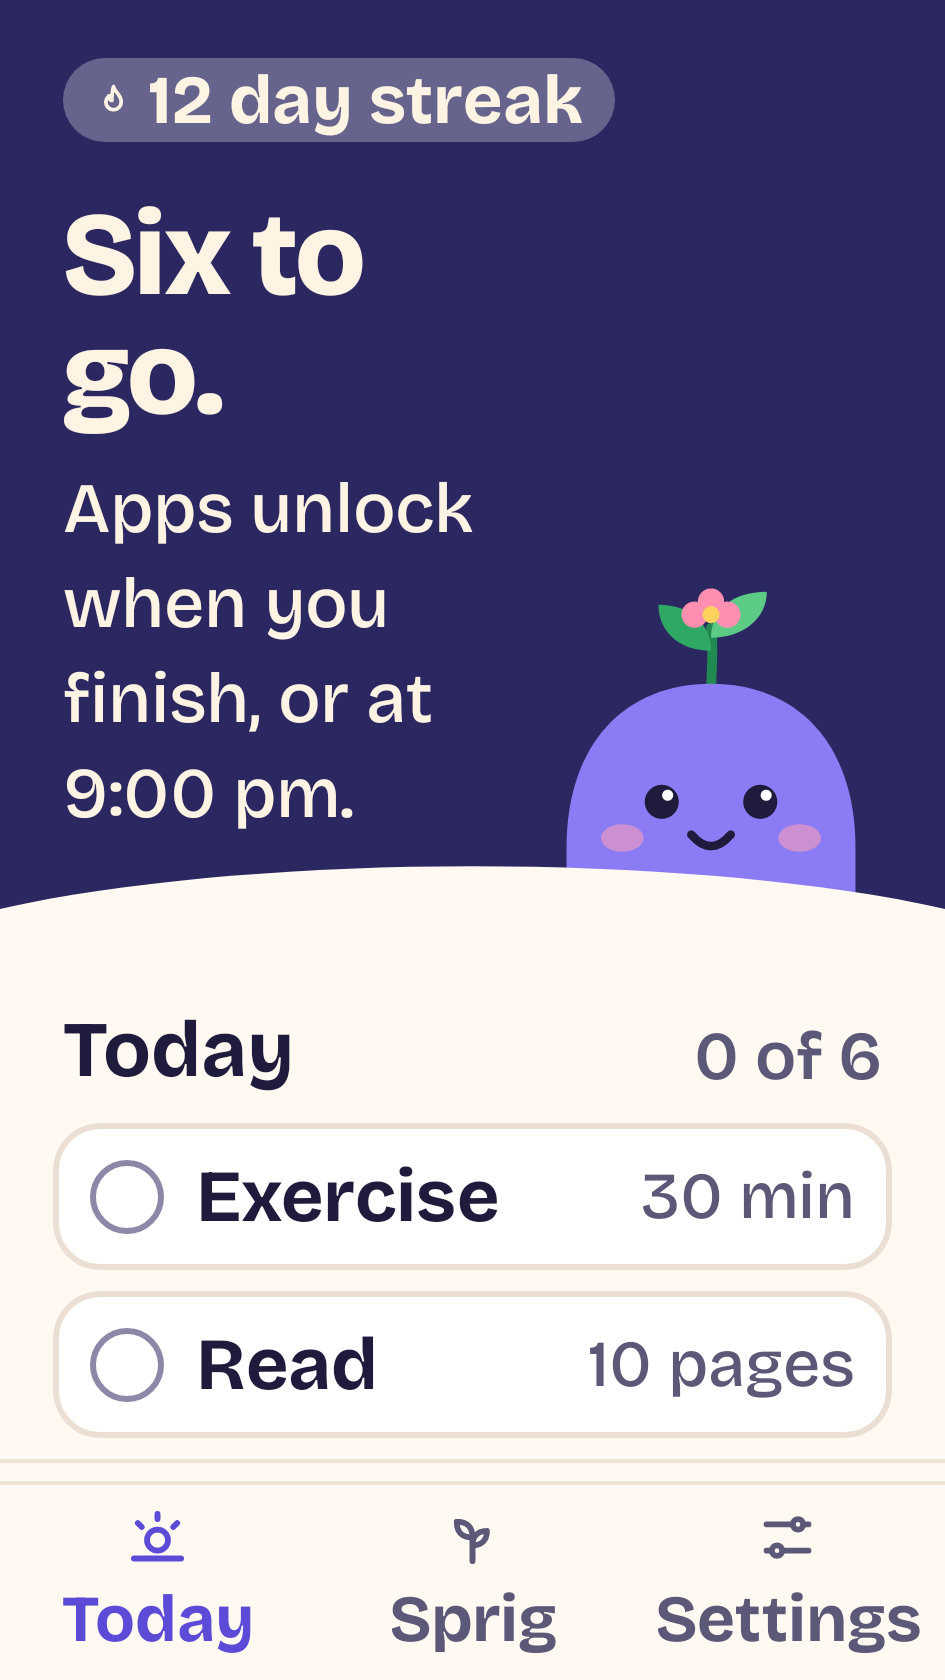 12 day streak
Six to
go.
Apps unlock
when you
finish, or at
9:00 pm.
Today
0 of 6
Exercise
30 min
Read
10 pages
Today
Sprig
Settings